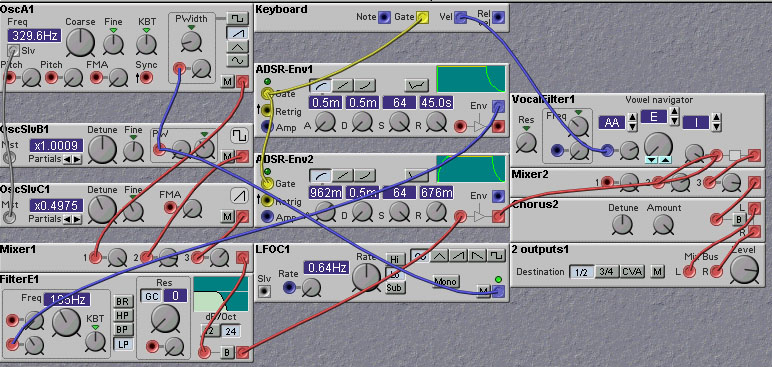 OscA1
Freq Coarse Fine KBT PWidth
329.6Hz
Slv
Pitch Pitch FMA Sync
M
OscSlvB1
Mst x1.0009 Detune Fine PW
Partials M
OscSlvC1
Mst x0.4975 Detune Fine FMA
Partials M
Mixer1 1 2 3
FilterE1
Freq Res
GC 0
KBT
BR
HP
BP
LP
dB/Oct
12 24
B
Keyboard Note Gate Vel Rel vel
ADSR-Env1
Gate
Retrig 0.5m 0.5m 64 45.0s Env
Amp A D S R
ADSR-Env2
Gate
Retrig 962m 0.5m 64 676m Env
Amp A D S R
LFOC1
Slv Rate 0.64Hz Rate
Hi
Lo
Sub
Mono M
VocalFilter1 Vowel navigator
Res Freq AA E I
1 2 3
Mixer2
Chorus2
Detune Amount
L
B
R
2 outputs1 Mix Bus Level
Destination 1/2 3/4 CVA M L R